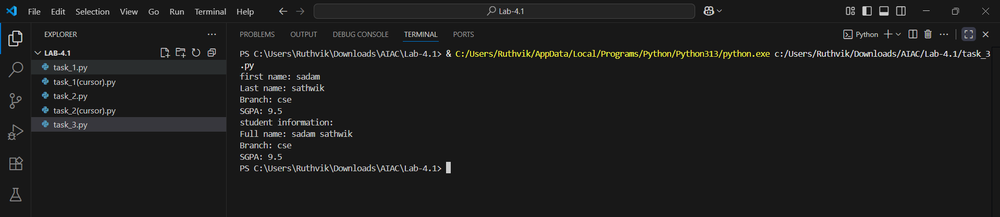 File Edit Selection View Go Run Terminal Help
Lab-4.1
EXPLORER
LAB-4.1
task_1.py
task_1(cursor).py
task_2.py
task_2(cursor).py
task_3.py
PROBLEMS OUTPUT DEBUG CONSOLE TERMINAL PORTS
Python
PS C:\Users\Ruthvik\Downloads\AIAC\Lab-4.1> & C:/Users/Ruthvik/AppData/Local/Programs/Python/Python313/python.exe c:/Users/Ruthvik/Downloads/AIAC/Lab-4.1/task_3
.py
first name: sadam
Last name: sathwik
Branch: cse
SGPA: 9.5
student information:
Full name: sadam sathwik
Branch: cse
SGPA: 9.5
PS C:\Users\Ruthvik\Downloads\AIAC\Lab-4.1>